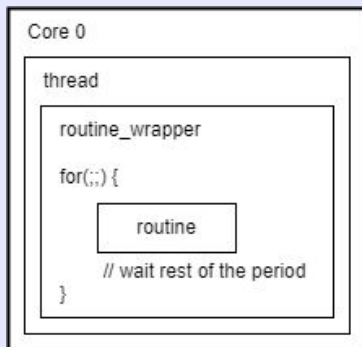 Core 0
thread
routine_wrapper
for(;;) {
routine
// wait rest of the period
}